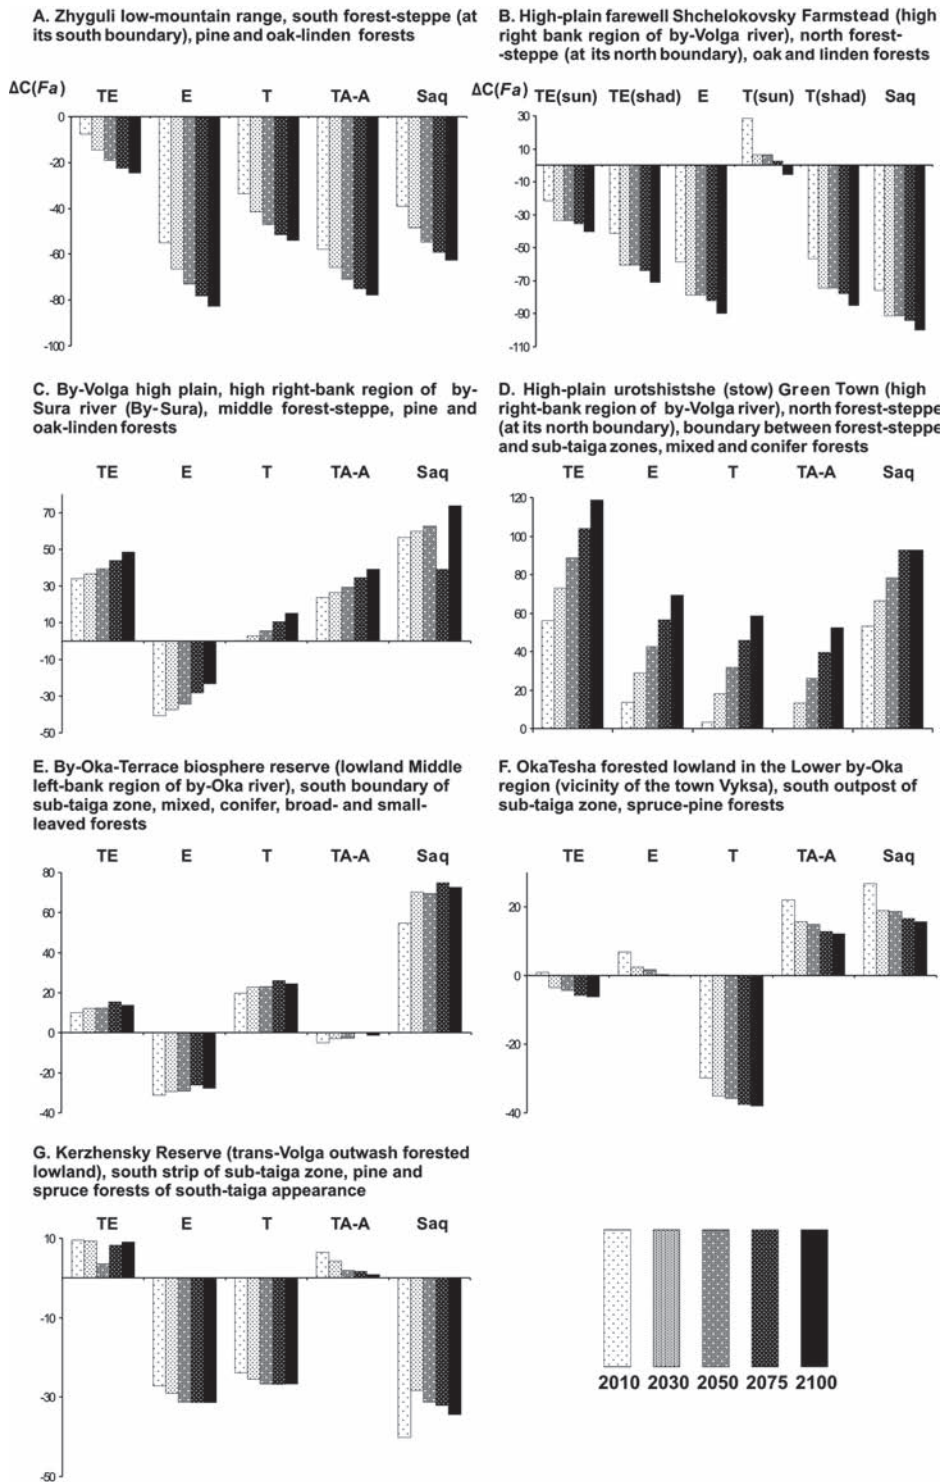 A. Zhyguli low-mountain range, south forest-steppe (at
its south boundary), pine and oak-linden forests
ΔC(Fa)
TE E T TA-A Saq
0
-20
-40
-60
-80
-100
B. High-plain farewell Shchelokovsky Farmstead (high
right bank region of by-Volga river), north forest-
-steppe (at its north boundary), oak and linden forests
ΔC(Fa)
TE(sun) TE(shad) E T(sun) T(shad) Saq
30
10
-10
-30
-50
-70
-90
-110
C. By-Volga high plain, high right-bank region of by-
Sura river (By-Sura), middle forest-steppe, pine and
oak-linden forests
TE E T TA-A Saq
70
50
30
10
-10
-30
-50
D. High-plain urotshistshe (stow) Green Town (high
right-bank region of by-Volga river), north forest-steppe
(at its north boundary), boundary between forest-steppe
and sub-taiga zones, mixed and conifer forests
TE E T TA-A Saq
120
100
80
60
40
20
0
E. By-Oka-Terrace biosphere reserve (lowland Middle
left-bank region of by-Oka river), south boundary of
sub-taiga zone, mixed, conifer, broad- and small-
leaved forests
TE E T TA-A Saq
80
60
40
20
0
-20
-40
F. OkaTesha forested lowland in the Lower by-Oka
region (vicinity of the town Vyksa), south outpost of
sub-taiga zone, spruce-pine forests
TE E T TA-A Saq
20
0
-20
-40
G. Kerzhensky Reserve (trans-Volga outwash forested
lowland), south strip of sub-taiga zone, pine and
spruce forests of south-taiga appearance
TE E T TA-A Saq
10
-10
-30
-50
2010 2030 2050 2075 2100